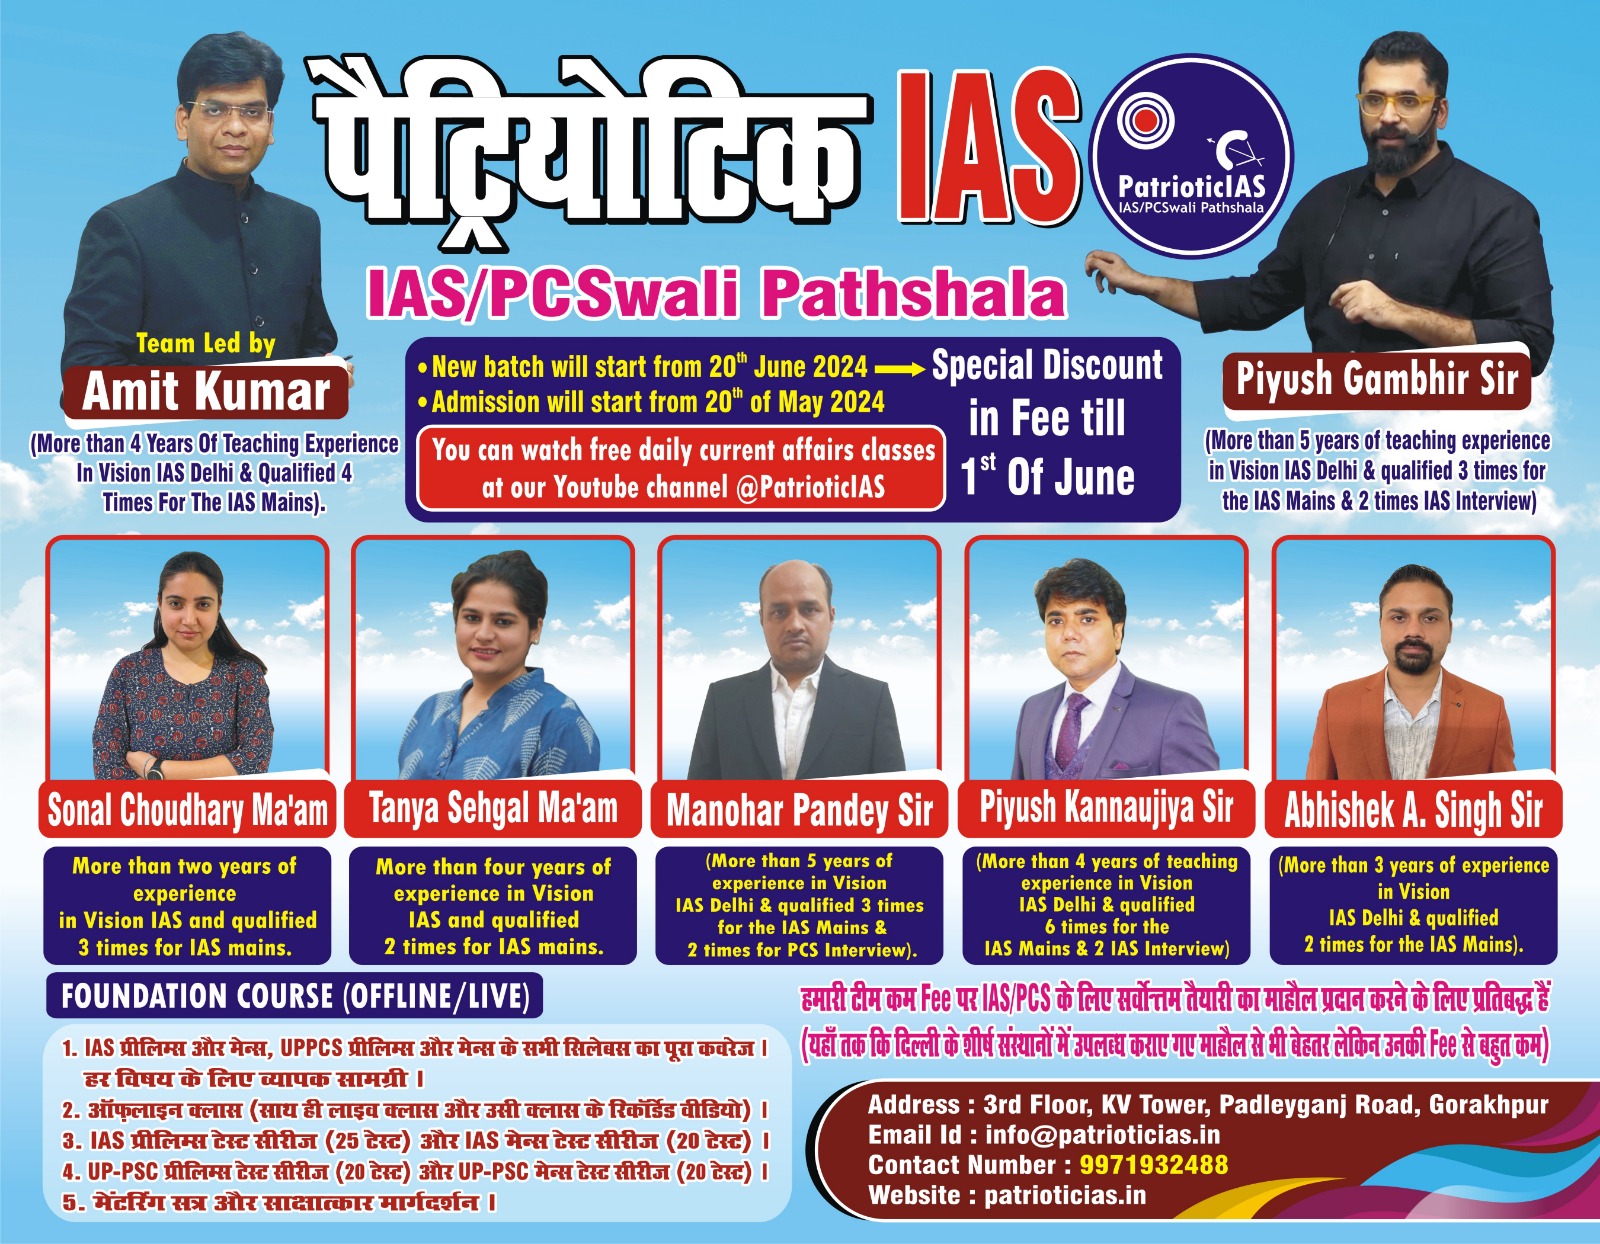 पैट्रियोटिक IAS
PatrioticIAS
IAS/PCSwali Pathshala
IAS/PCSwali Pathshala
Team Led by
Amit Kumar
(More than 4 Years Of Teaching Experience
In Vision IAS Delhi & Qualified 4
Times For The IAS Mains).
• New batch will start from 20th June 2024
• Admission will start from 20th of May 2024
You can watch free daily current affairs classes
at our Youtube channel @PatrioticIAS
Special Discount
in Fee till
1st Of June
Piyush Gambhir Sir
(More than 5 years of teaching experience
in Vision IAS Delhi & qualified 3 times for
the IAS Mains & 2 times IAS Interview)
Sonal Choudhary Ma'am
More than two years of
experience
in Vision IAS and qualified
3 times for IAS mains.
Tanya Sehgal Ma'am
More than four years of
experience in Vision
IAS and qualified
2 times for IAS mains.
Manohar Pandey Sir
(More than 5 years of
experience in Vision
IAS Delhi & qualified 3 times
for the IAS Mains &
2 times for PCS Interview).
Piyush Kannaujiya Sir
(More than 4 years of teaching
experience in Vision
IAS Delhi & qualified
6 times for the
IAS Mains & 2 IAS Interview)
Abhishek A. Singh Sir
(More than 3 years of experience
in Vision
IAS Delhi & qualified
2 times for the IAS Mains).
FOUNDATION COURSE (OFFLINE/LIVE)
1. IAS प्रीलिम्स और मेन्स, UPPCS प्रीलिम्स और मेन्स के सभी सिलेबस का पूरा कवरेज।
हर विषय के लिए व्यापक सामग्री।
2. ऑफ़लाइन क्लास (साथ ही लाइव क्लास और उसी क्लास के रिकॉर्डेड वीडियो)।
3. IAS प्रीलिम्स टेस्ट सीरीज (25 टेस्ट) और IAS मेन्स टेस्ट सीरीज (20 टेस्ट)।
4. UP-PSC प्रीलिम्स टेस्ट सीरीज (20 टेस्ट) और UP-PSC मेन्स टेस्ट सीरीज (20 टेस्ट)।
5. मेंटरिंग सत्र और साक्षात्कार मार्गदर्शन।
हमारी टीम कम Fee पर IAS/PCS के लिए सर्वोत्तम तैयारी का माहौल प्रदान करने के लिए प्रतिबद्ध हैं
(यहाँ तक कि दिल्ली के शीर्ष संस्थानों में उपलब्ध कराए गए माहौल से भी बेहतर लेकिन उनकी Fee से बहुत कम)
Address : 3rd Floor, KV Tower, Padleyganj Road, Gorakhpur
Email Id : info@patrioticias.in
Contact Number : 9971932488
Website : patrioticias.in